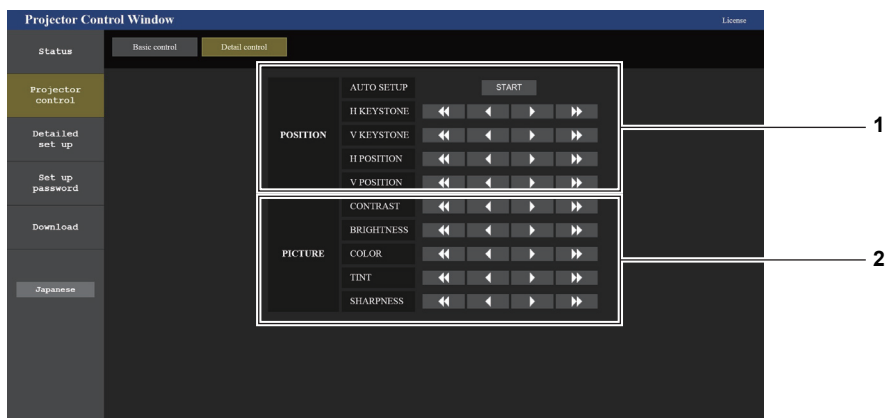 Projector Control Window
License
Status
Basic control
Detail control
Projector
control
Detailed
set up
Set up
password
Download
Japanese
POSITION
AUTO SETUP
START
H KEYSTONE
V KEYSTONE
H POSITION
V POSITION
PICTURE
CONTRAST
BRIGHTNESS
COLOR
TINT
SHARPNESS
1
2